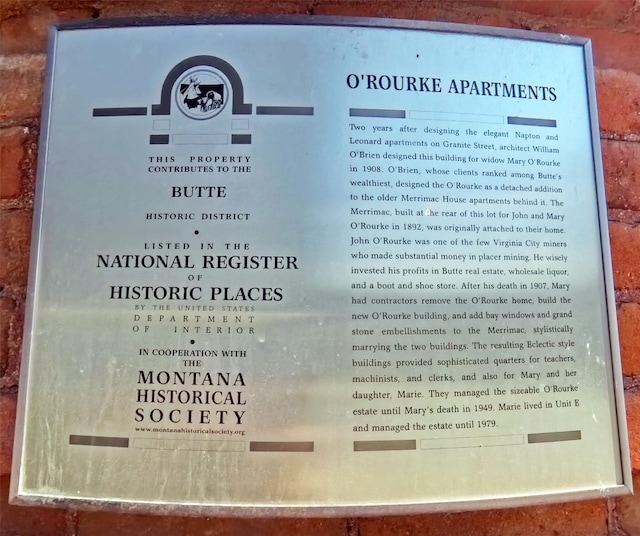 THIS PROPERTY
CONTRIBUTES TO THE
BUTTE
HISTORIC DISTRICT
•
LISTED IN THE
NATIONAL REGISTER
OF
HISTORIC PLACES
BY THE UNITED STATES
DEPARTMENT
OF INTERIOR
•
IN COOPERATION WITH
THE
MONTANA
HISTORICAL
SOCIETY
www.montanahistoricalsociety.org
O'ROURKE APARTMENTS
Two years after designing the elegant Napton and
Leonard apartments on Granite Street, architect William
O'Brien designed this building for widow Mary O'Rourke
in 1908. O'Brien, whose clients ranked among Butte's
wealthiest, designed the O'Rourke as a detached addition
to the older Merrimac House apartments behind it. The
Merrimac, built at the rear of this lot for John and Mary
O'Rourke in 1892, was originally attached to their home.
John O'Rourke was one of the few Virginia City miners
who made substantial money in placer mining. He wisely
invested his profits in Butte real estate, wholesale liquor,
and a boot and shoe store. After his death in 1907, Mary
had contractors remove the O'Rourke home, build the
new O'Rourke building, and add bay windows and grand
stone embellishments to the Merrimac, stylistically
marrying the two buildings. The resulting Eclectic style
buildings provided sophisticated quarters for teachers,
machinists, and clerks, and also for Mary and her
daughter, Marie. They managed the sizeable O'Rourke
estate until Mary's death in 1949. Marie lived in Unit E
and managed the estate until 1979.